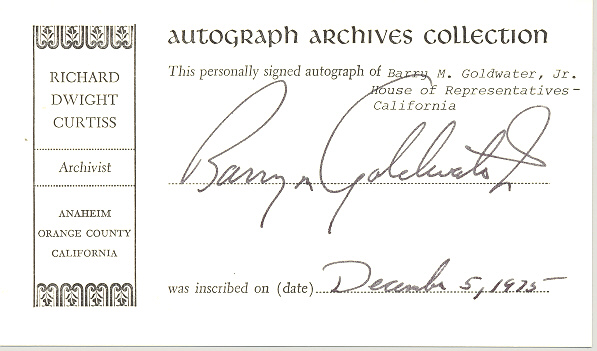 AUTOGRAPH ARCHIVES COLLECTION
RICHARD
DWIGHT
CURTISS
Archivist
ANAHEIM
ORANGE COUNTY
CALIFORNIA
This personally signed autograph of Barry M. Goldwater, Jr.
House of Representatives-
California
Barry M Goldwater Jr
was inscribed on (date) December 5, 1975